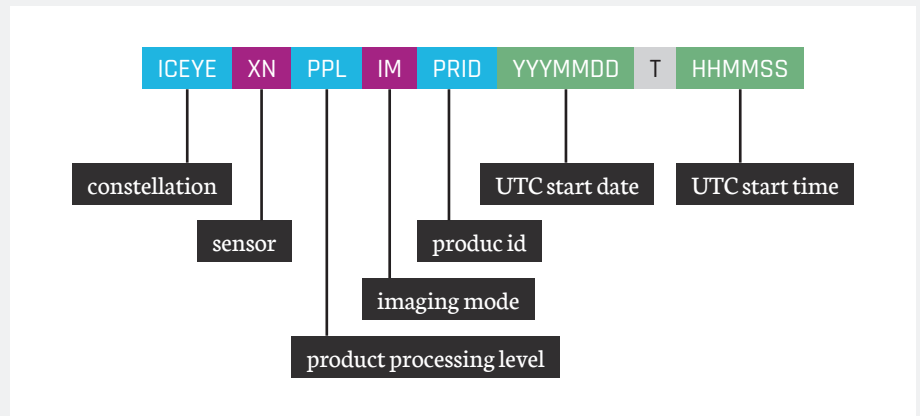 ICEYE XN PPL IM PRID YYYMMDD T HHMMSS
constellation UTC start date UTC start time
sensor produc id
imaging mode
product processing level